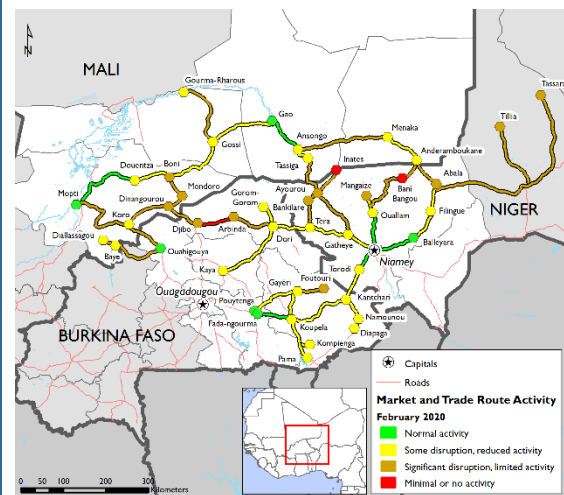 N
MALI
Tassara
Gourma-Rharous
Tillia
Gao
Menaka
Ansongo
Gossi
Anderamboukane
Tassiga
Douentza
Boni
Inates
Abala
Mondoro
Ayourou
Mangaize
Bani
Bangou
Mopti
Dinangourou
Gorom-
Gorom
Bankilare
Ouallam
Filingue
NIGER
Koro
Tera
Diallassagou
Djibo
Arbinda
Dori
Gatheye
Balleyara
Baye
Ouahigouya
Niamey
Torodi
Kaya
Foutouri
Gayeri
Ouagadougou
Pouytenga
Kantchari
Fada-ngourma
Namounou
Koupela
Diapaga
BURKINA FASO
Kompienga
Pama
Capitals
Roads
Market and Trade Route Activity
February 2020
Normal activity
Some disruption, reduced activity
Significant disruption, limited activity
Minimal or no activity
0 50 100 200 300
Kilometers